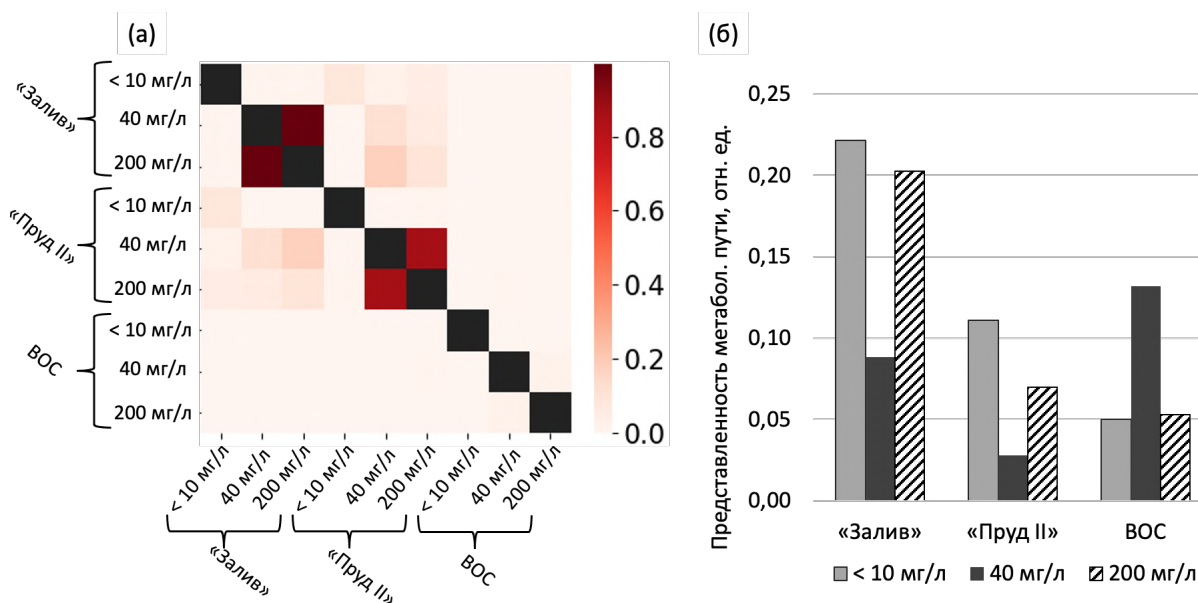 (а)
«Залив»
< 10 мг/л
40 мг/л
200 мг/л
«Пруд II»
< 10 мг/л
40 мг/л
200 мг/л
ВОС
< 10 мг/л
40 мг/л
200 мг/л
0.8
0.6
0.4
0.2
0.0
< 10 мг/л
40 мг/л
200 мг/л
< 10 мг/л
40 мг/л
200 мг/л
< 10 мг/л
40 мг/л
200 мг/л
«Залив»
«Пруд II»
ВОС
(б)
Представленность метабол. пути, отн. ед.
0,25
0,20
0,15
0,10
0,05
0,00
«Залив» «Пруд II» ВОС
< 10 мг/л 40 мг/л 200 мг/л